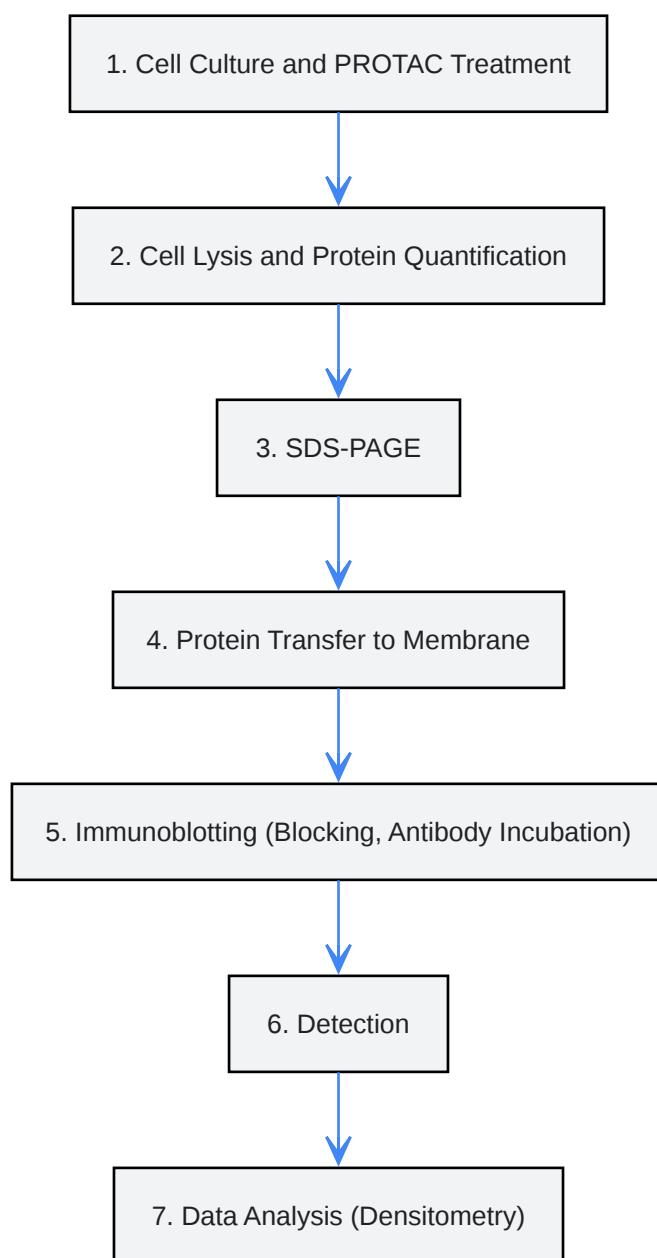 1. Cell Culture and PROTAC Treatment
2. Cell Lysis and Protein Quantification
3. SDS-PAGE
4. Protein Transfer to Membrane
5. Immunoblotting (Blocking, Antibody Incubation)
6. Detection
7. Data Analysis (Densitometry)